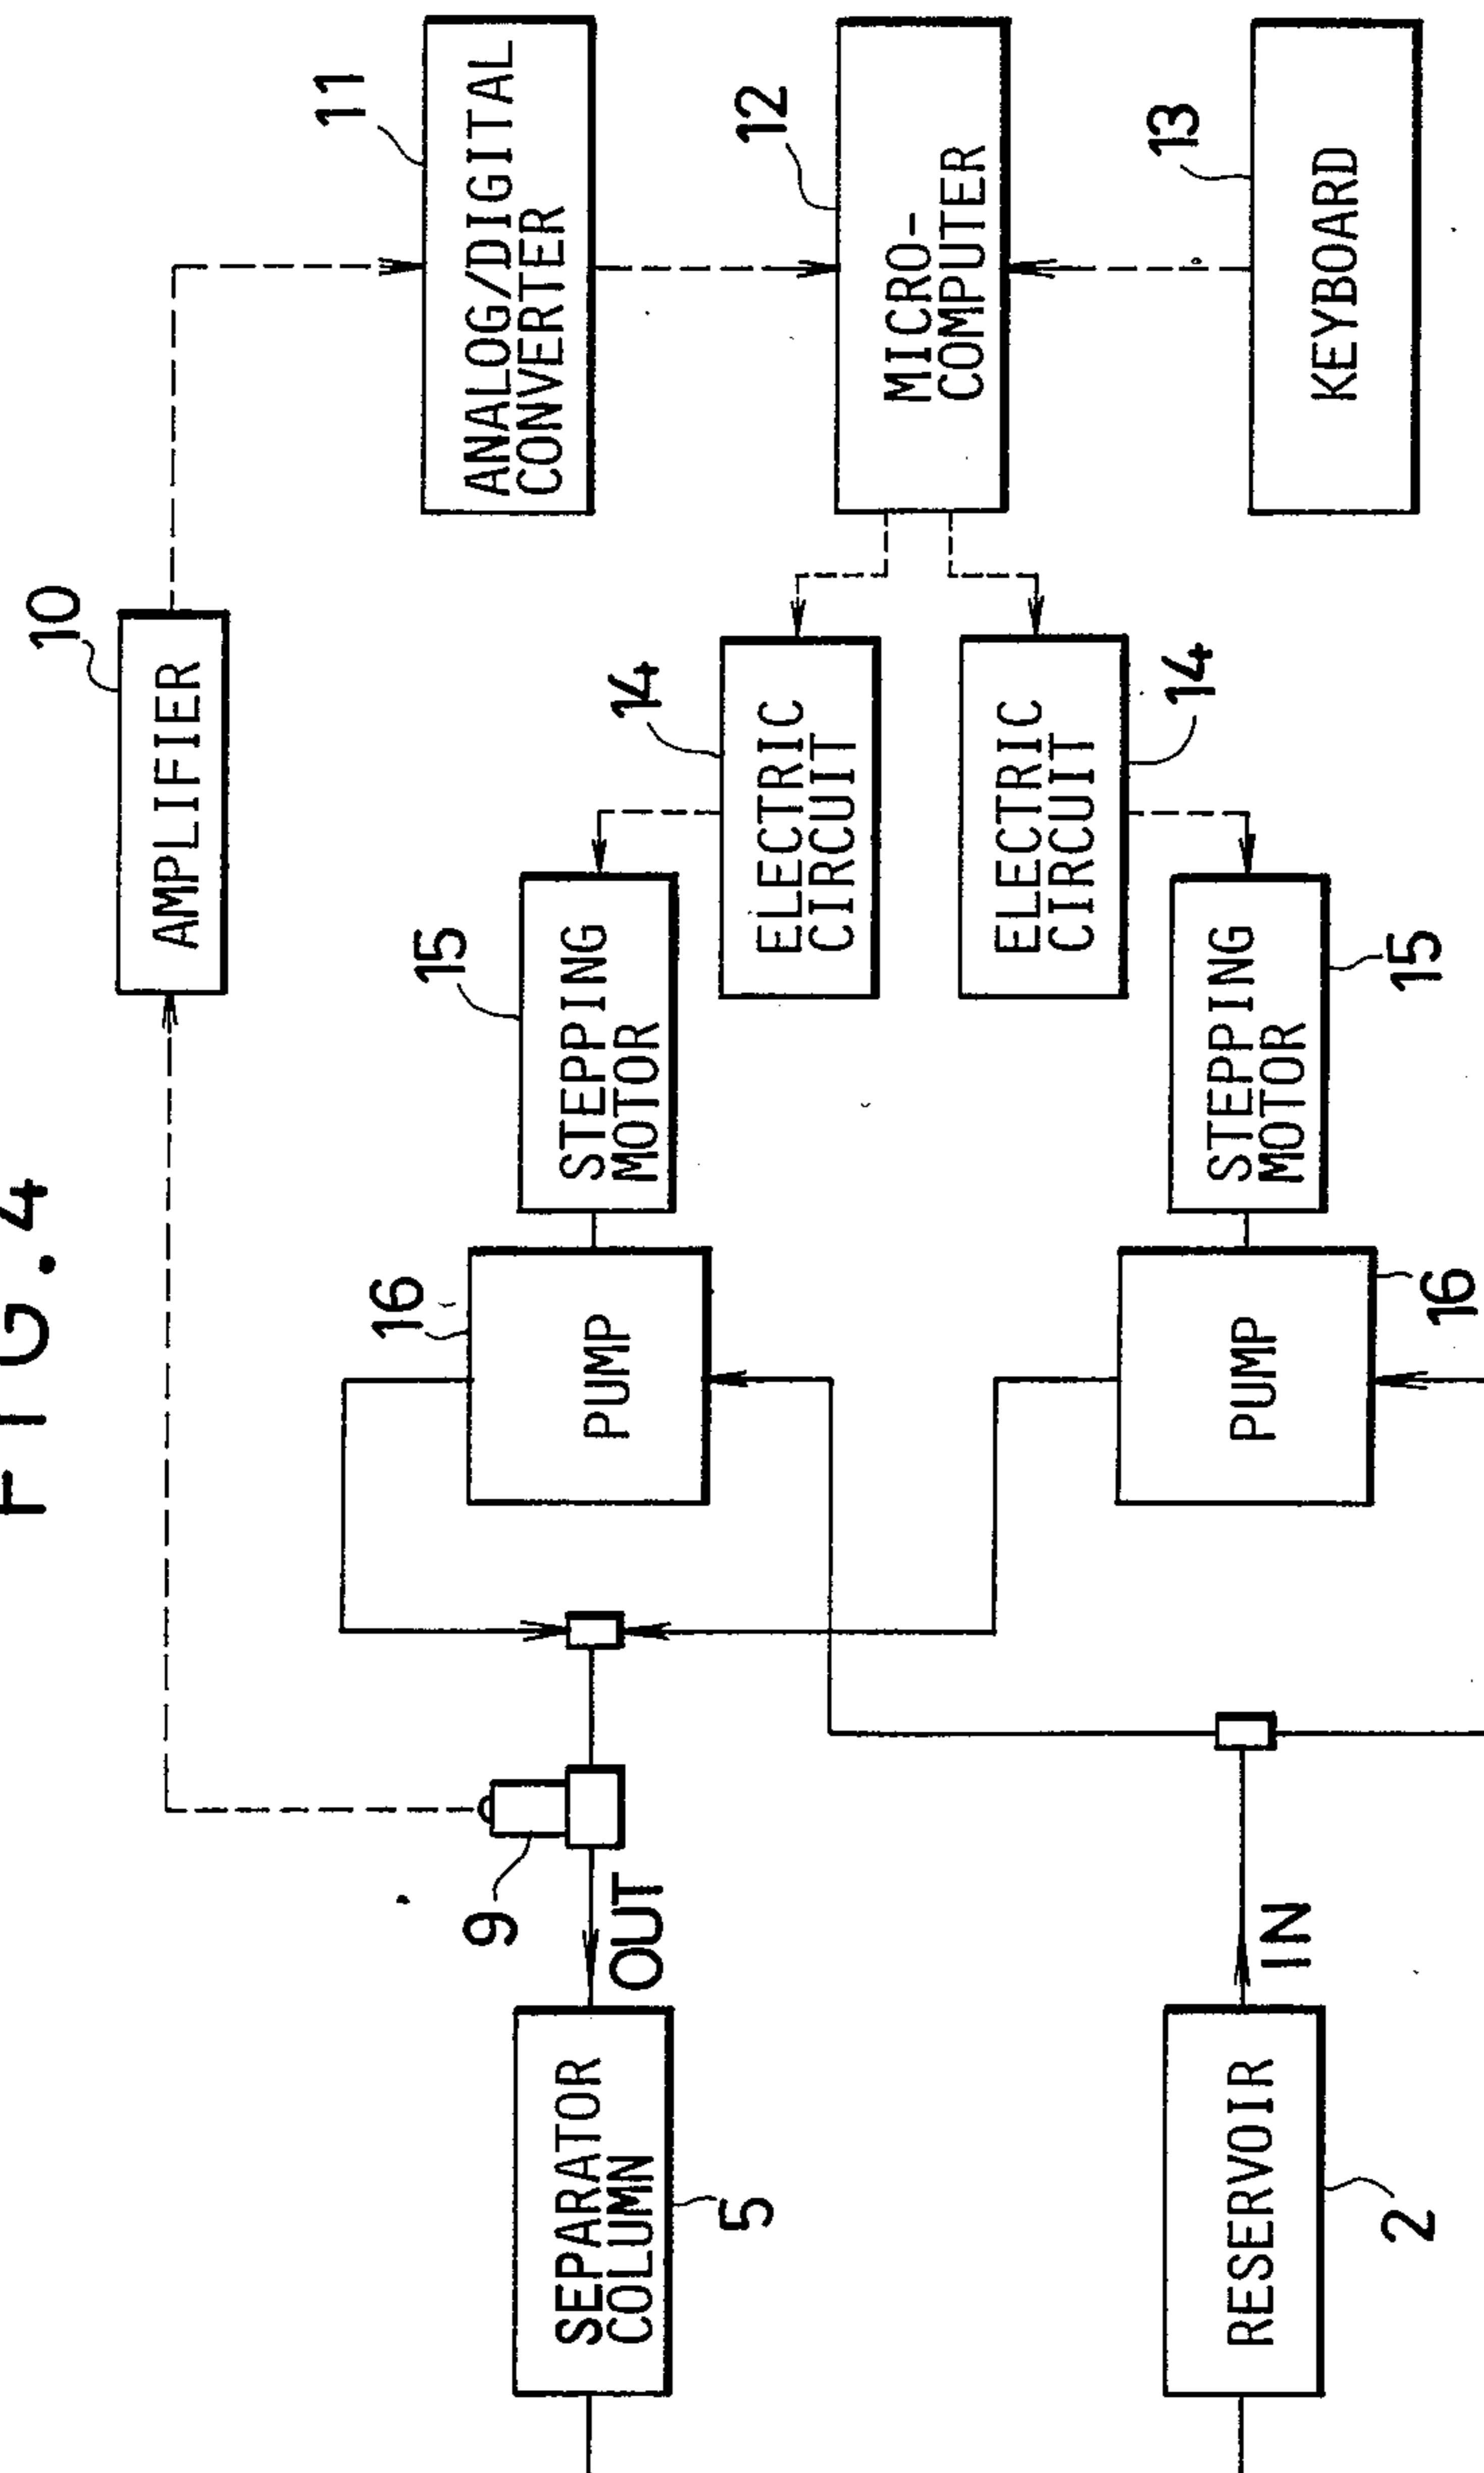 FIG.4
10
AMPLIFIER
11
ANALOG/DIGITAL
CONVERTER
9
OUT
SEPARATOR
COLUMN
5
16
PUMP
15
STEPPING
MOTOR
14
ELECTRIC
CIRCUIT
12
MICRO-
COMPUTER
ELECTRIC
CIRCUIT
14
13
KEYBOARD
IN
RESERVOIR
2
PUMP
16
STEPPING
MOTOR
15